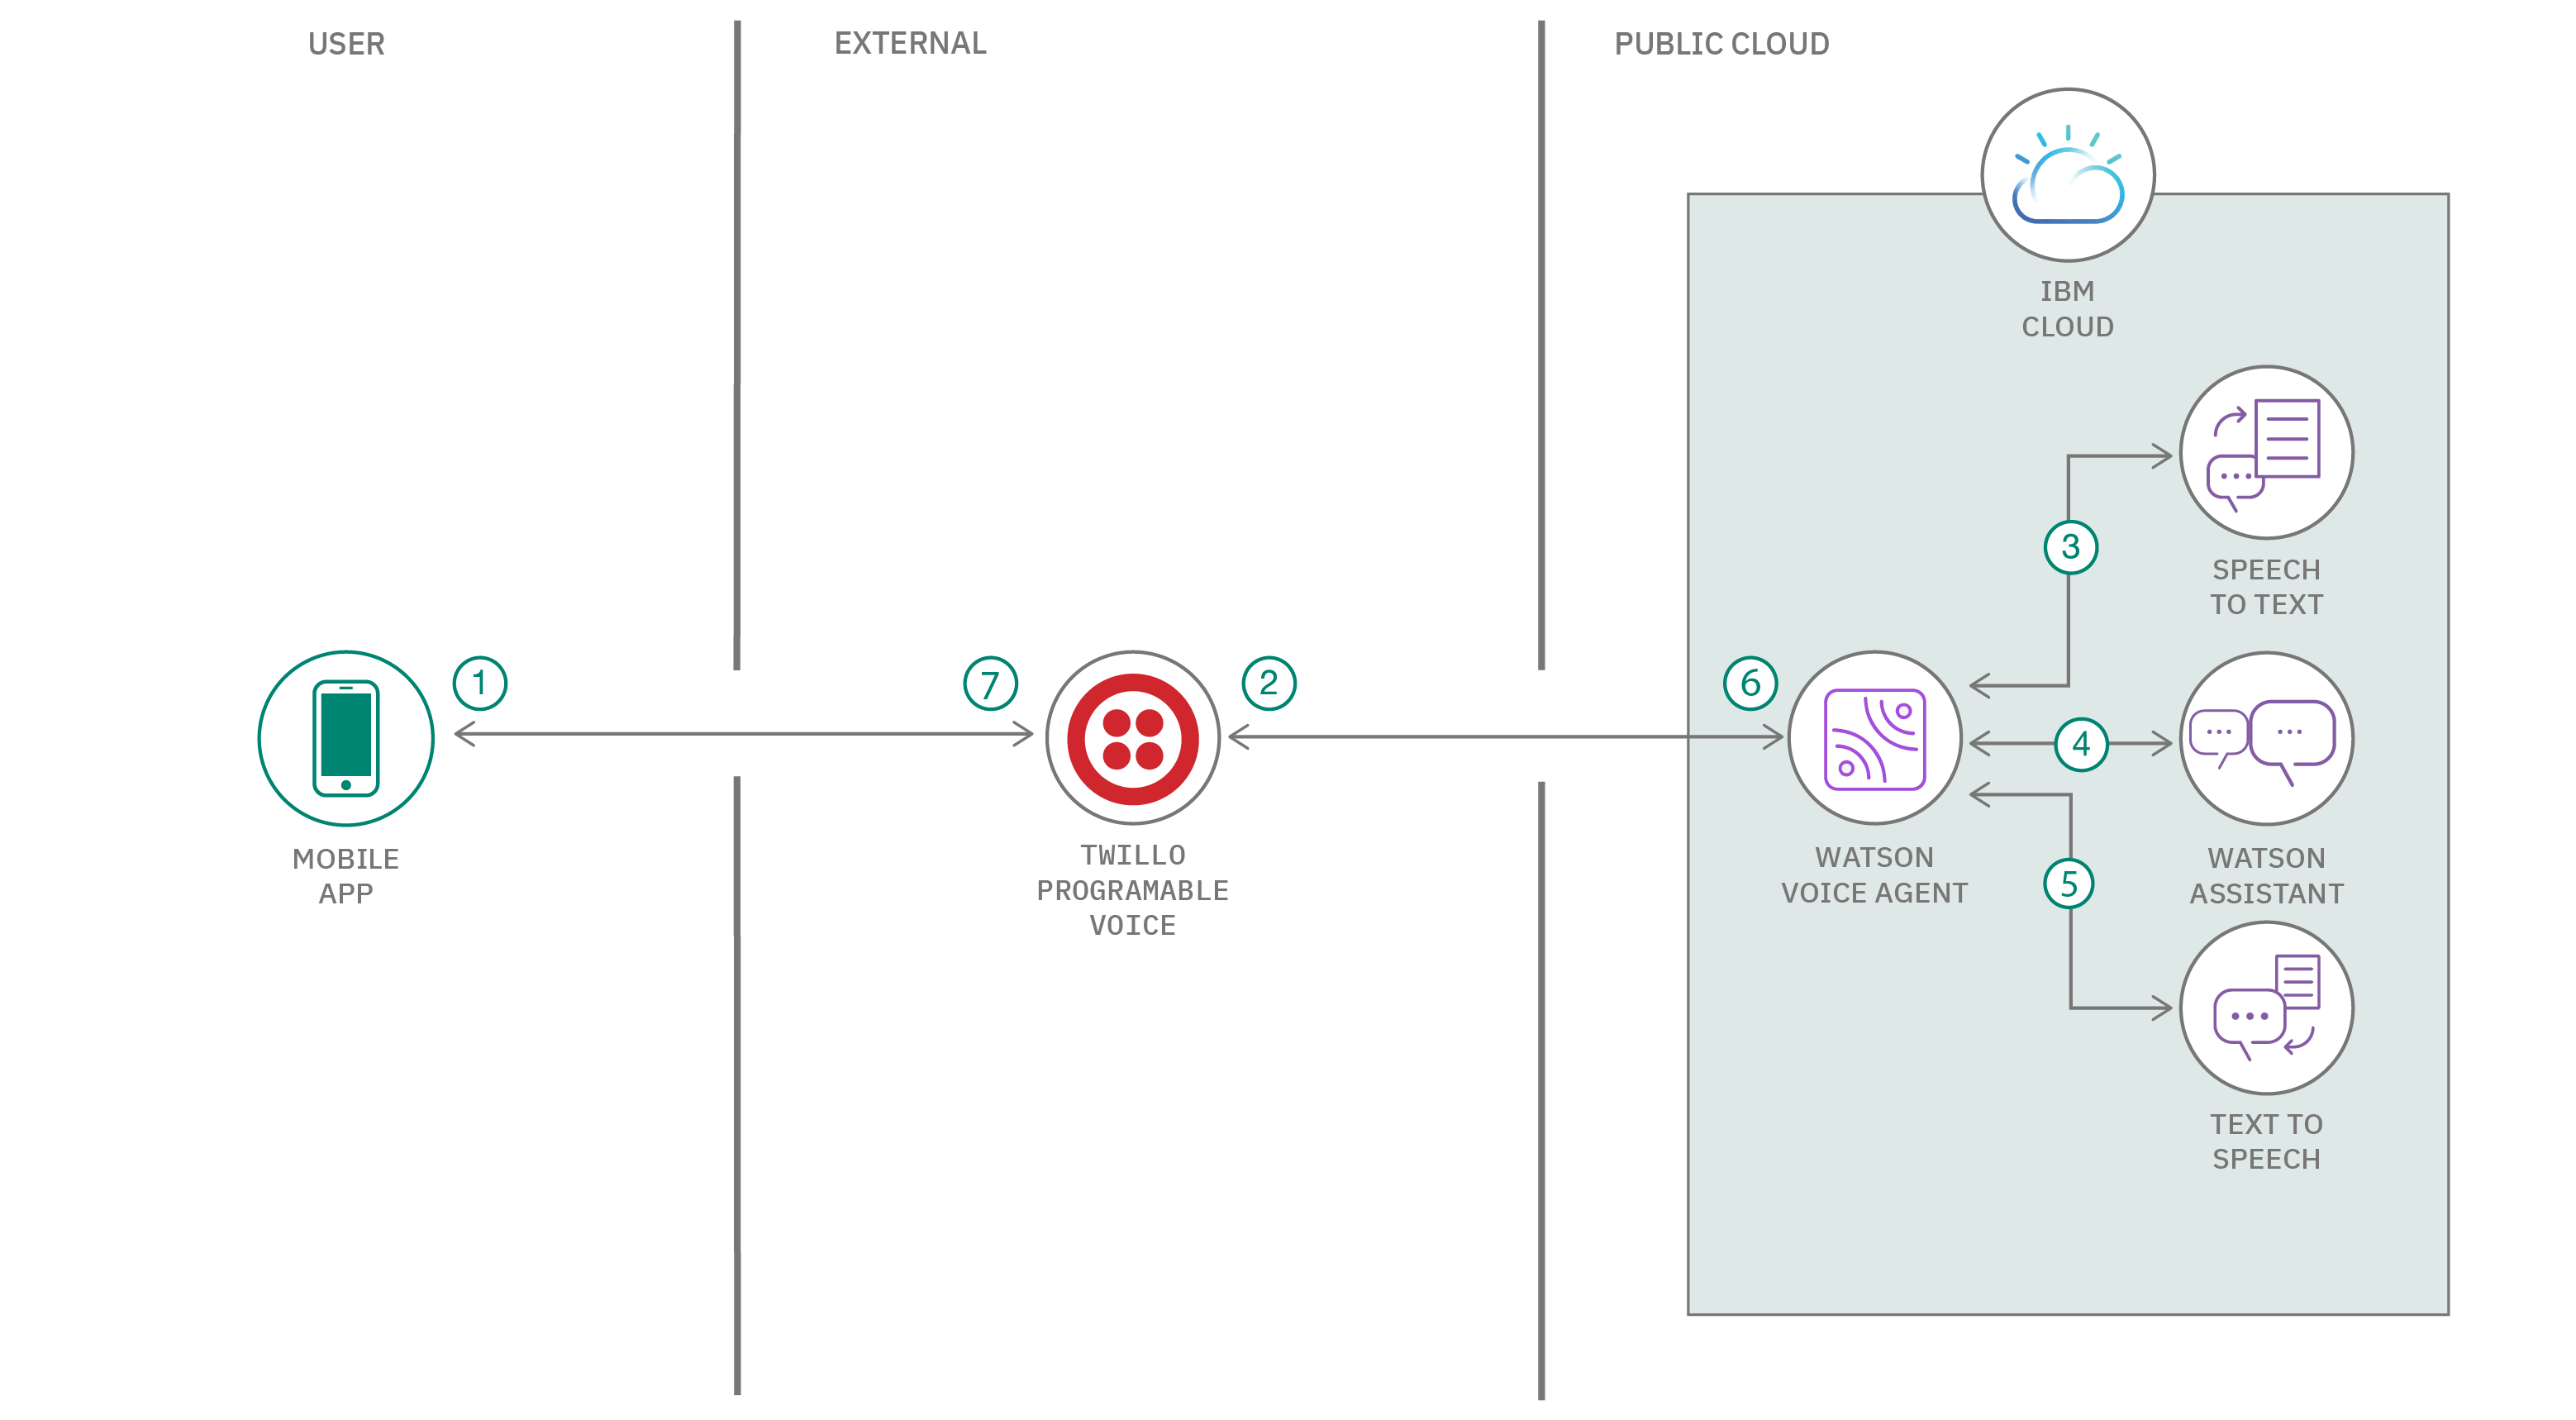 USER
EXTERNAL
PUBLIC CLOUD
IBM
CLOUD
SPEECH
TO TEXT
3
1
7
2
6
4
5
MOBILE
APP
TWILLO
PROGRAMABLE
VOICE
WATSON
VOICE AGENT
WATSON
ASSISTANT
TEXT TO
SPEECH